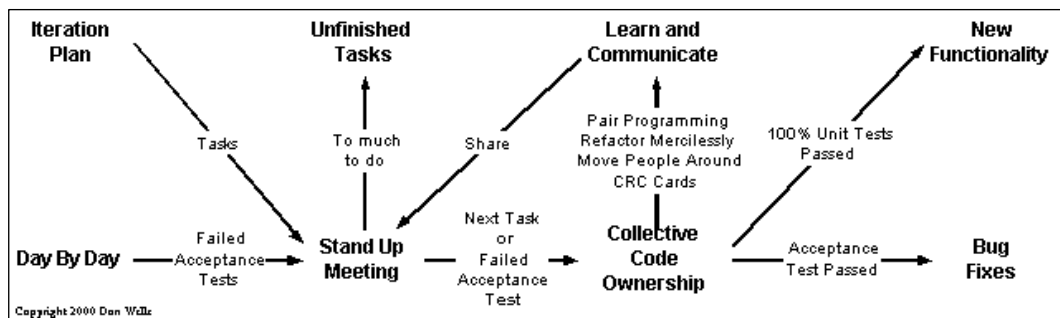 Iteration
Plan
Unfinished
Tasks
Learn and
Communicate
New
Functionality
Tasks
To much
to do
Share
Pair Programming
Refactor Mercilessly
Move People Around
CRC Cards
100% Unit Tests
Passed
Day By Day
Failed
Acceptance
Tests
Stand Up
Meeting
Next Task
or
Failed
Acceptance
Test
Collective
Code
Ownership
Acceptance
Test Passed
Bug
Fixes
Copyright 2000 Don Wells